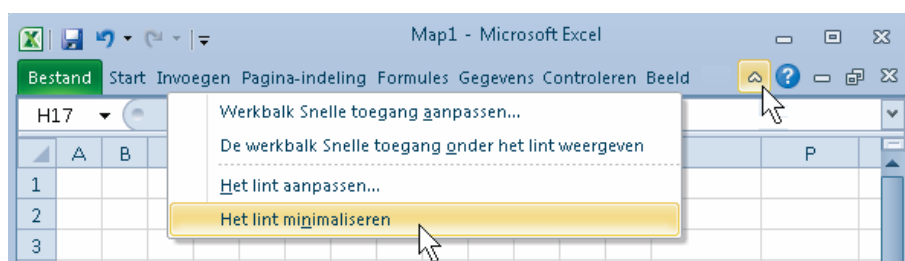 Map1 - Microsoft Excel
Bestand Start Invoegen Pagina-indeling Formules Gegevens Controleren Beeld
H17
Werkbalk Snelle toegang aanpassen...
De werkbalk Snelle toegang onder het lint weergeven
A B P
1
Het lint aanpassen...
2
Het lint minimaliseren
3